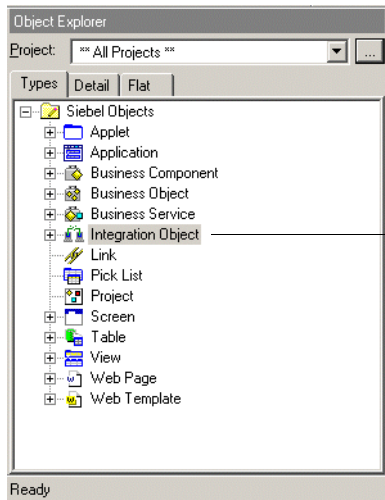 Object Explorer
Project: ** All Projects ** ...
Types Detail Flat
Siebel Objects
Applet
Application
Business Component
Business Object
Business Service
Integration Object
Link
Pick List
Project
Screen
Table
View
Web Page
Web Template
Ready